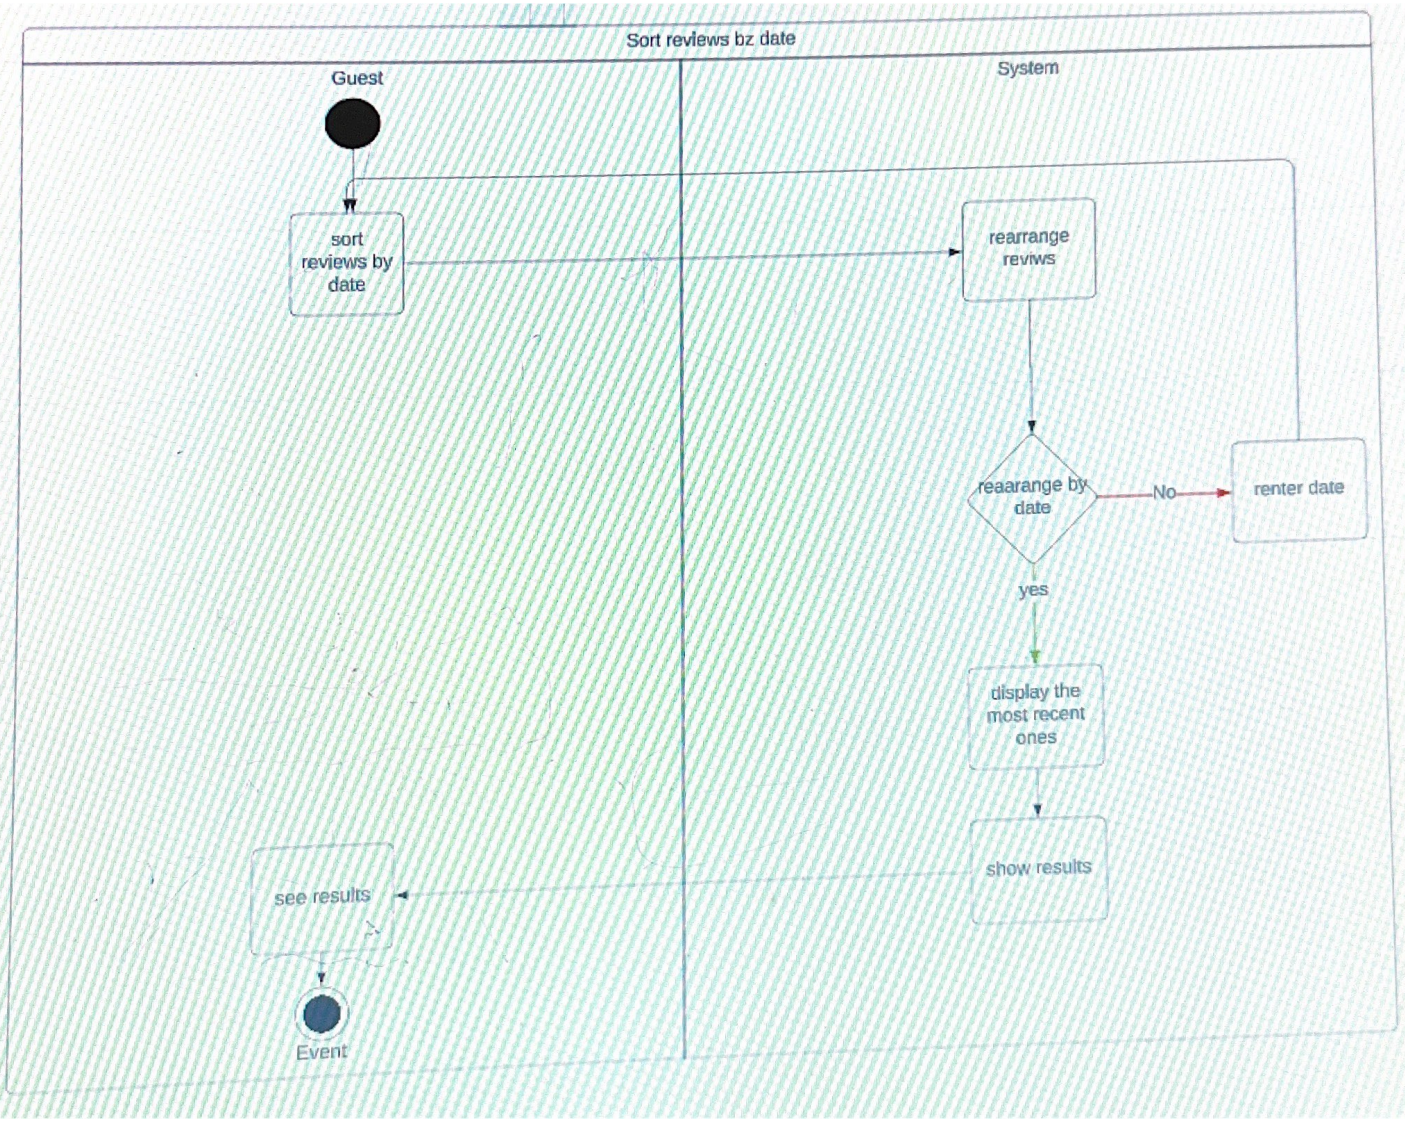 Sort reviews bz date
Guest
System
sort
reviews by
date
rearrange
reviws
reaarange by
date
No
renter date
yes
display the
most recent
ones
show results
see results
Event